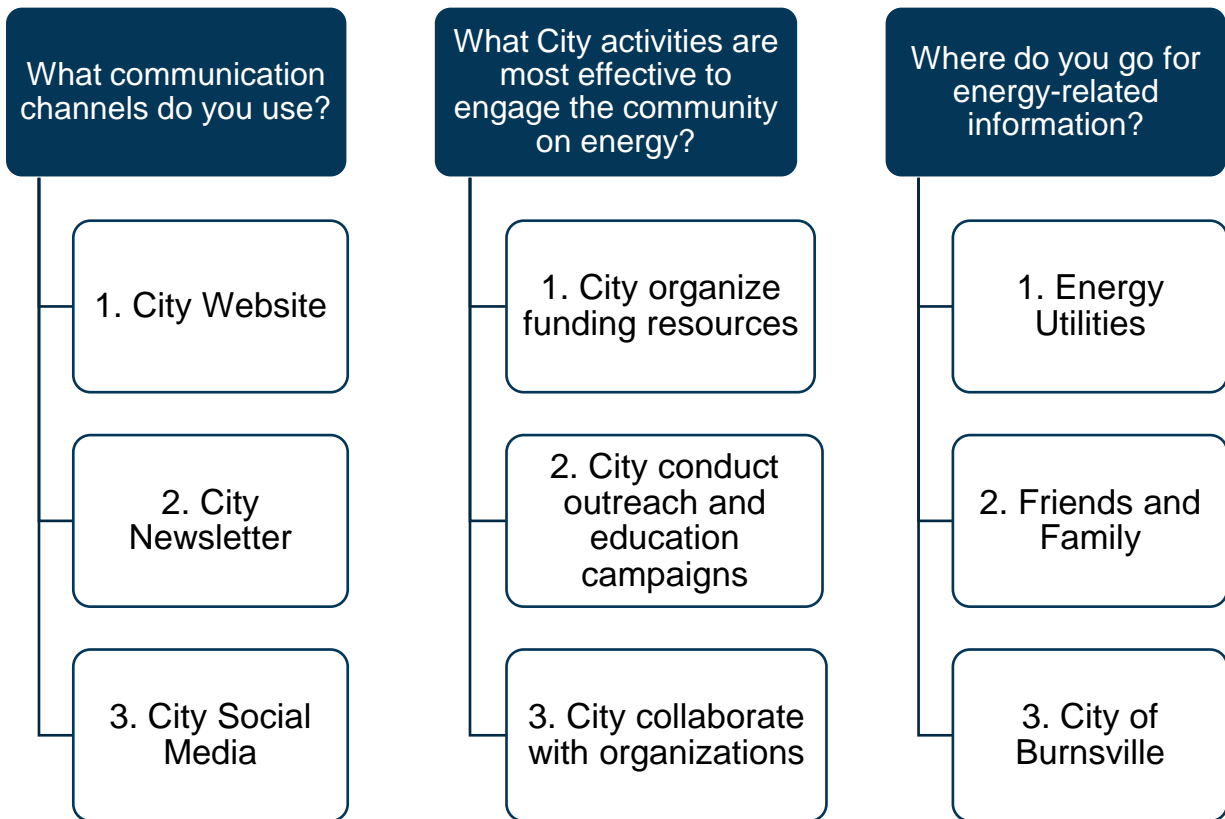 What communication
channels do you use?
1. City Website
2. City
Newsletter
3. City Social
Media
What City activities are
most effective to
engage the community
on energy?
1. City organize
funding resources
2. City conduct
outreach and
education
campaigns
3. City collaborate
with organizations
Where do you go for
energy-related
information?
1. Energy
Utilities
2. Friends and
Family
3. City of
Burnsville